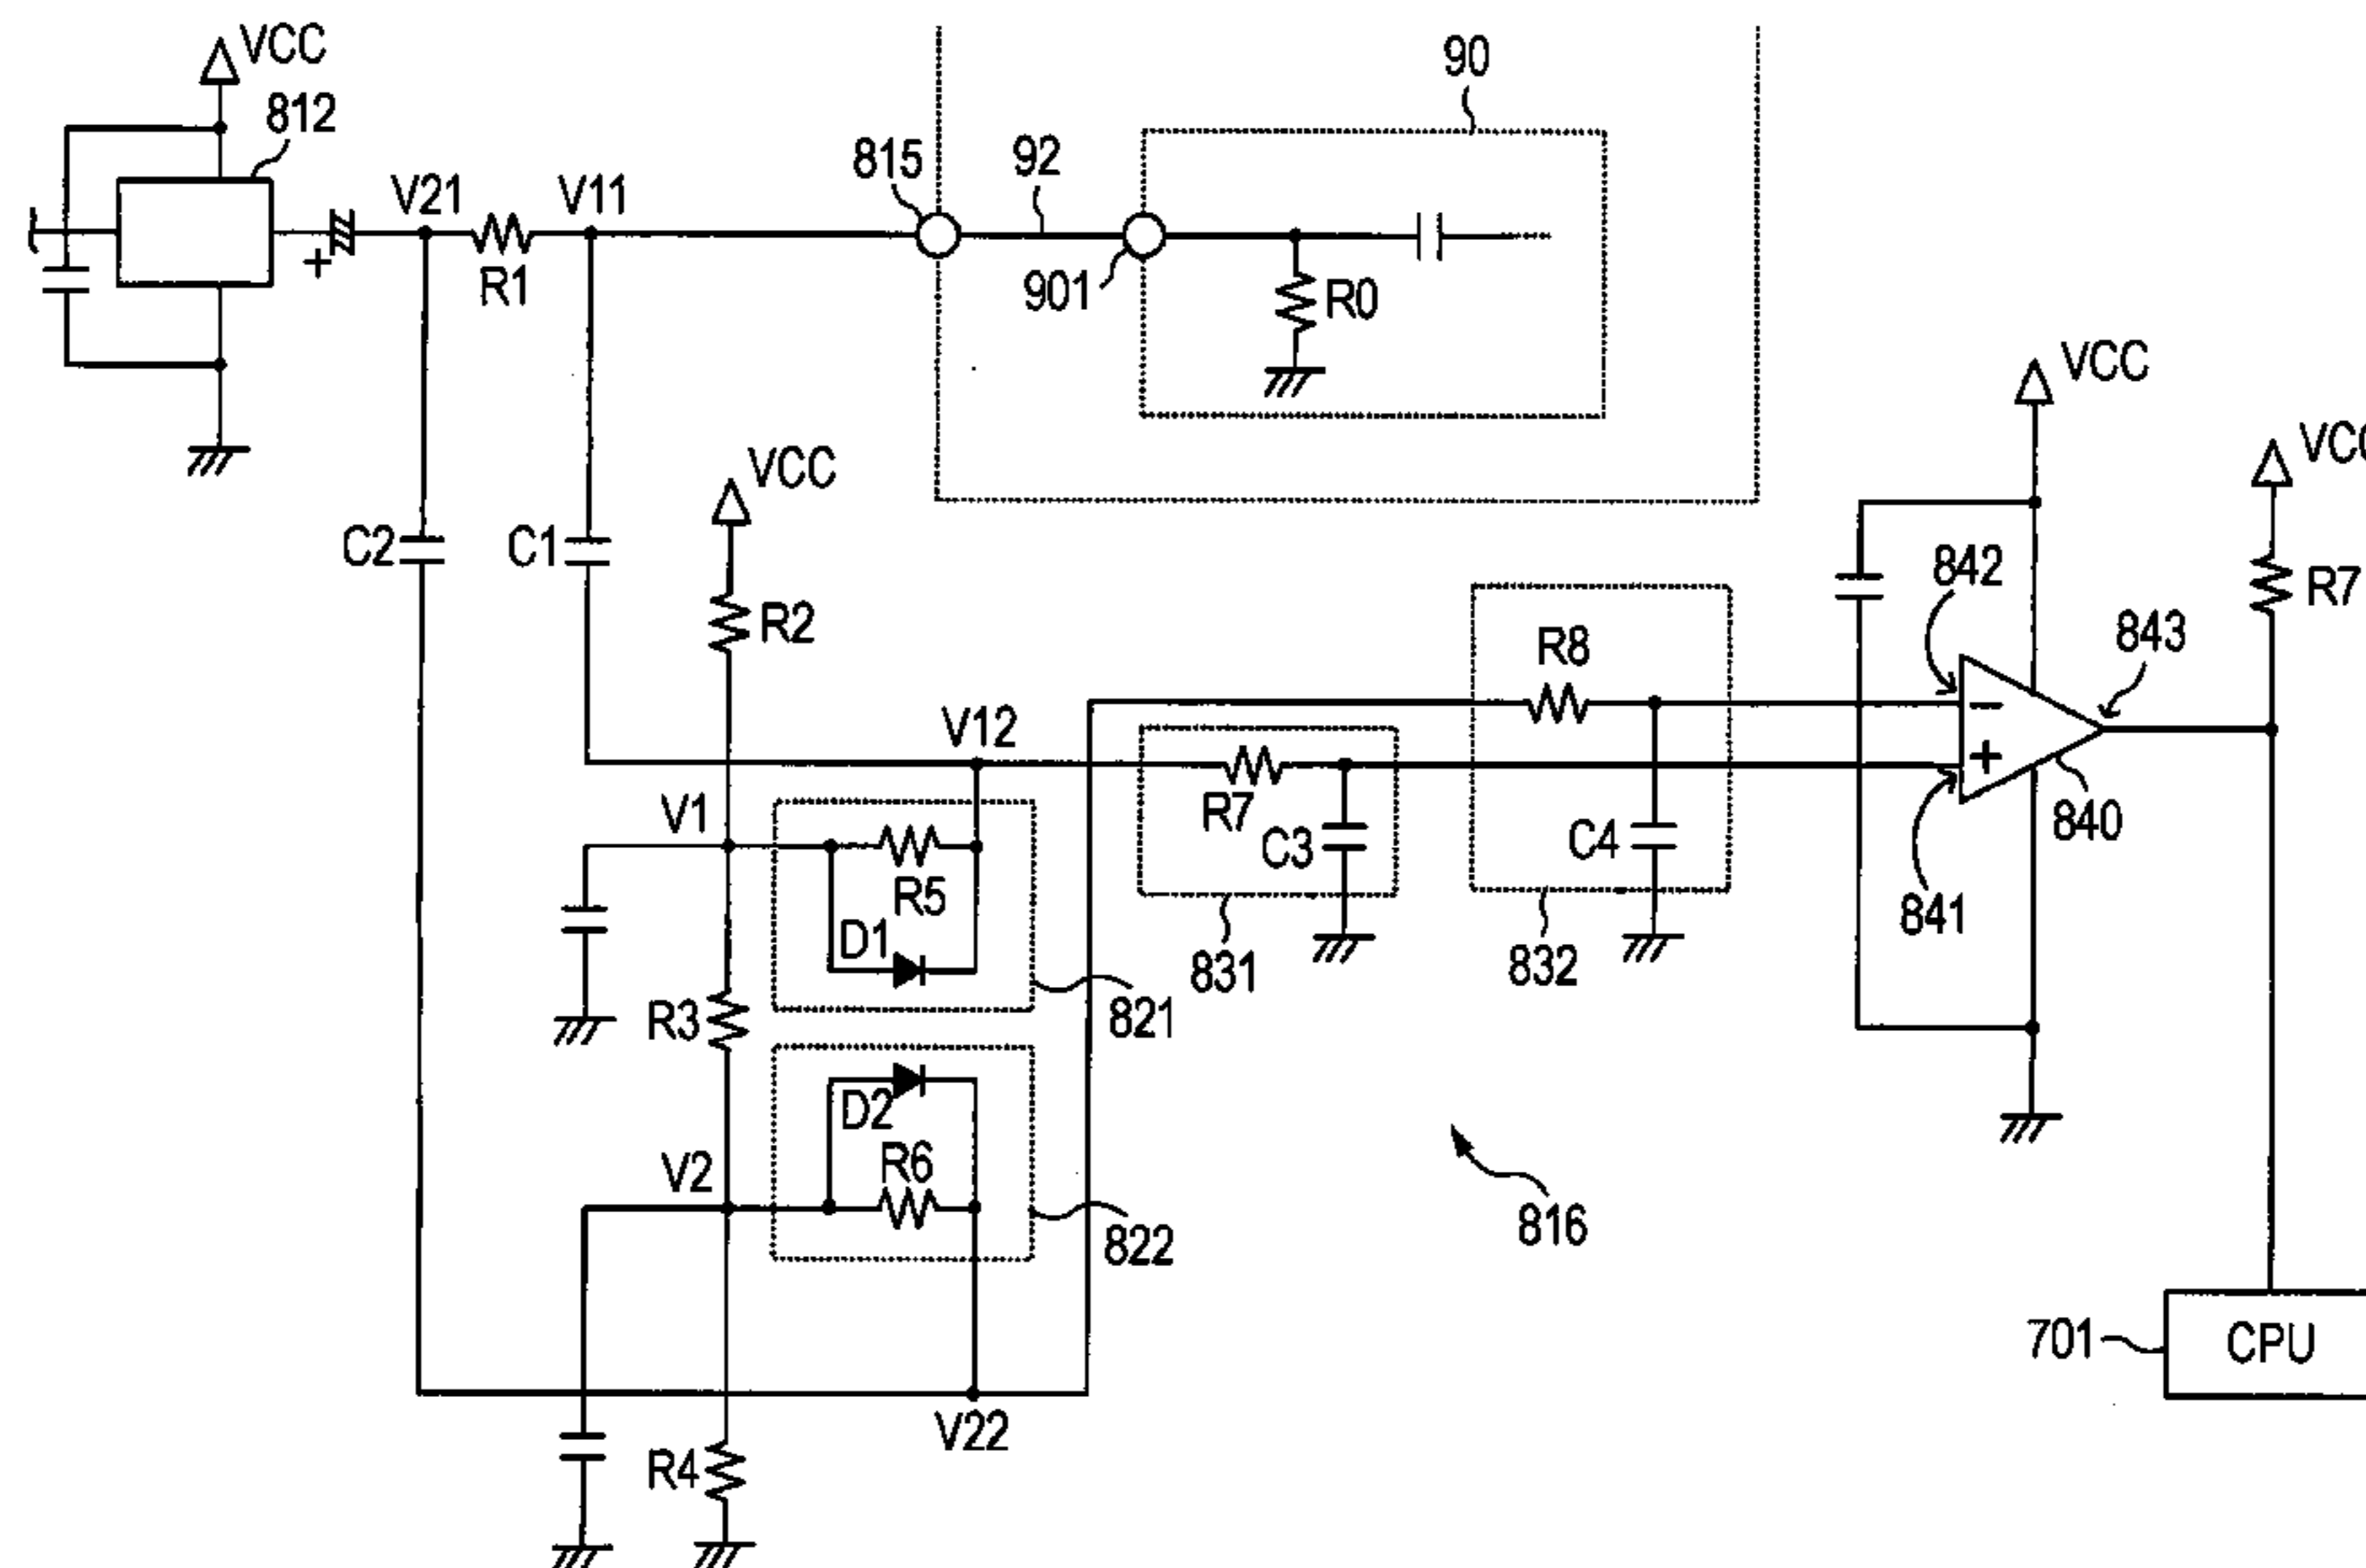 VCC
812
90
V21
V11
815
92
+
R1
901
R0
VCC
VCC
VCC
C2
C1
R2
842
R7
R8
843
V12
−
+
V1
R7
C3
C4
840
R5
841
D1
831
832
R3
821
D2
R6
V2
822
816
V22
R4
701
CPU